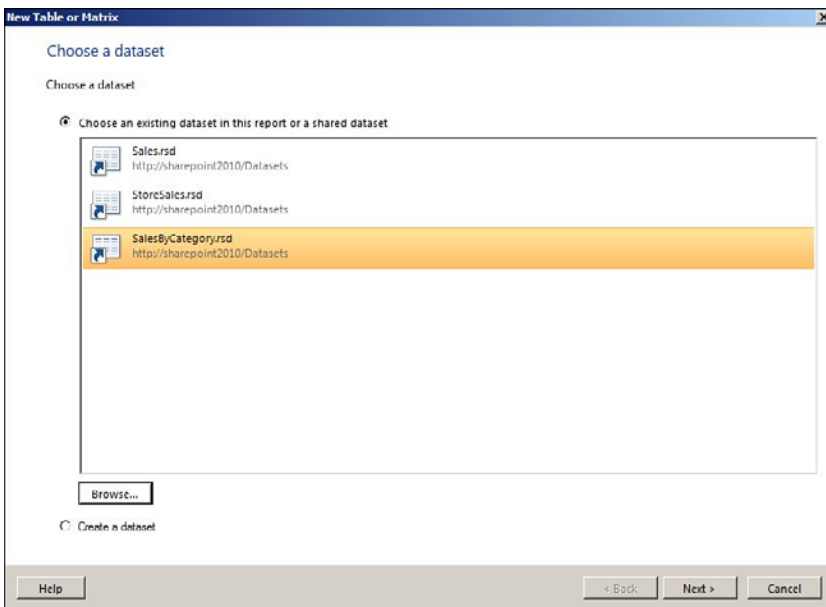 New Table or Matrix
Choose a dataset
Choose a dataset
Choose an existing dataset in this report or a shared dataset
Sales.rsd
http://sharepoint2010/Datasets
StoreSales.rsd
http://sharepoint2010/Datasets
SalesByCategory.rsd
http://sharepoint2010/Datasets
Browse...
Create a dataset
Help
< Back
Next >
Cancel